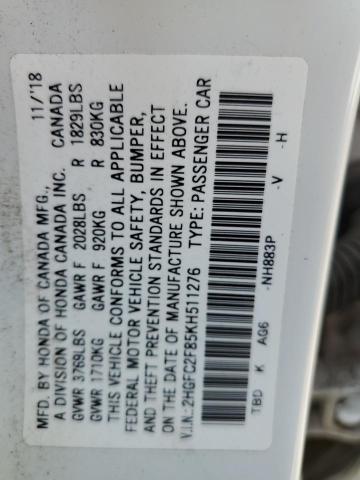 MFD. BY HONDA OF CANADA MFG., 11/'18
A DIVISION OF HONDA CANADA INC. CANADA
GVWR 3769LBS GAWR F 2028LBS R 1829LBS
GVWR 1710KG GAWR F 920KG R 830KG
THIS VEHICLE CONFORMS TO ALL APPLICABLE
FEDERAL MOTOR VEHICLE SAFETY, BUMPER,
AND THEFT PREVENTION STANDARDS IN EFFECT
ON THE DATE OF MANUFACTURE SHOWN ABOVE.
V.I.N.:2HGFC2F85KH511276 TYPE: PASSENGER CAR
TBD K AG6 -NH883P -V -H